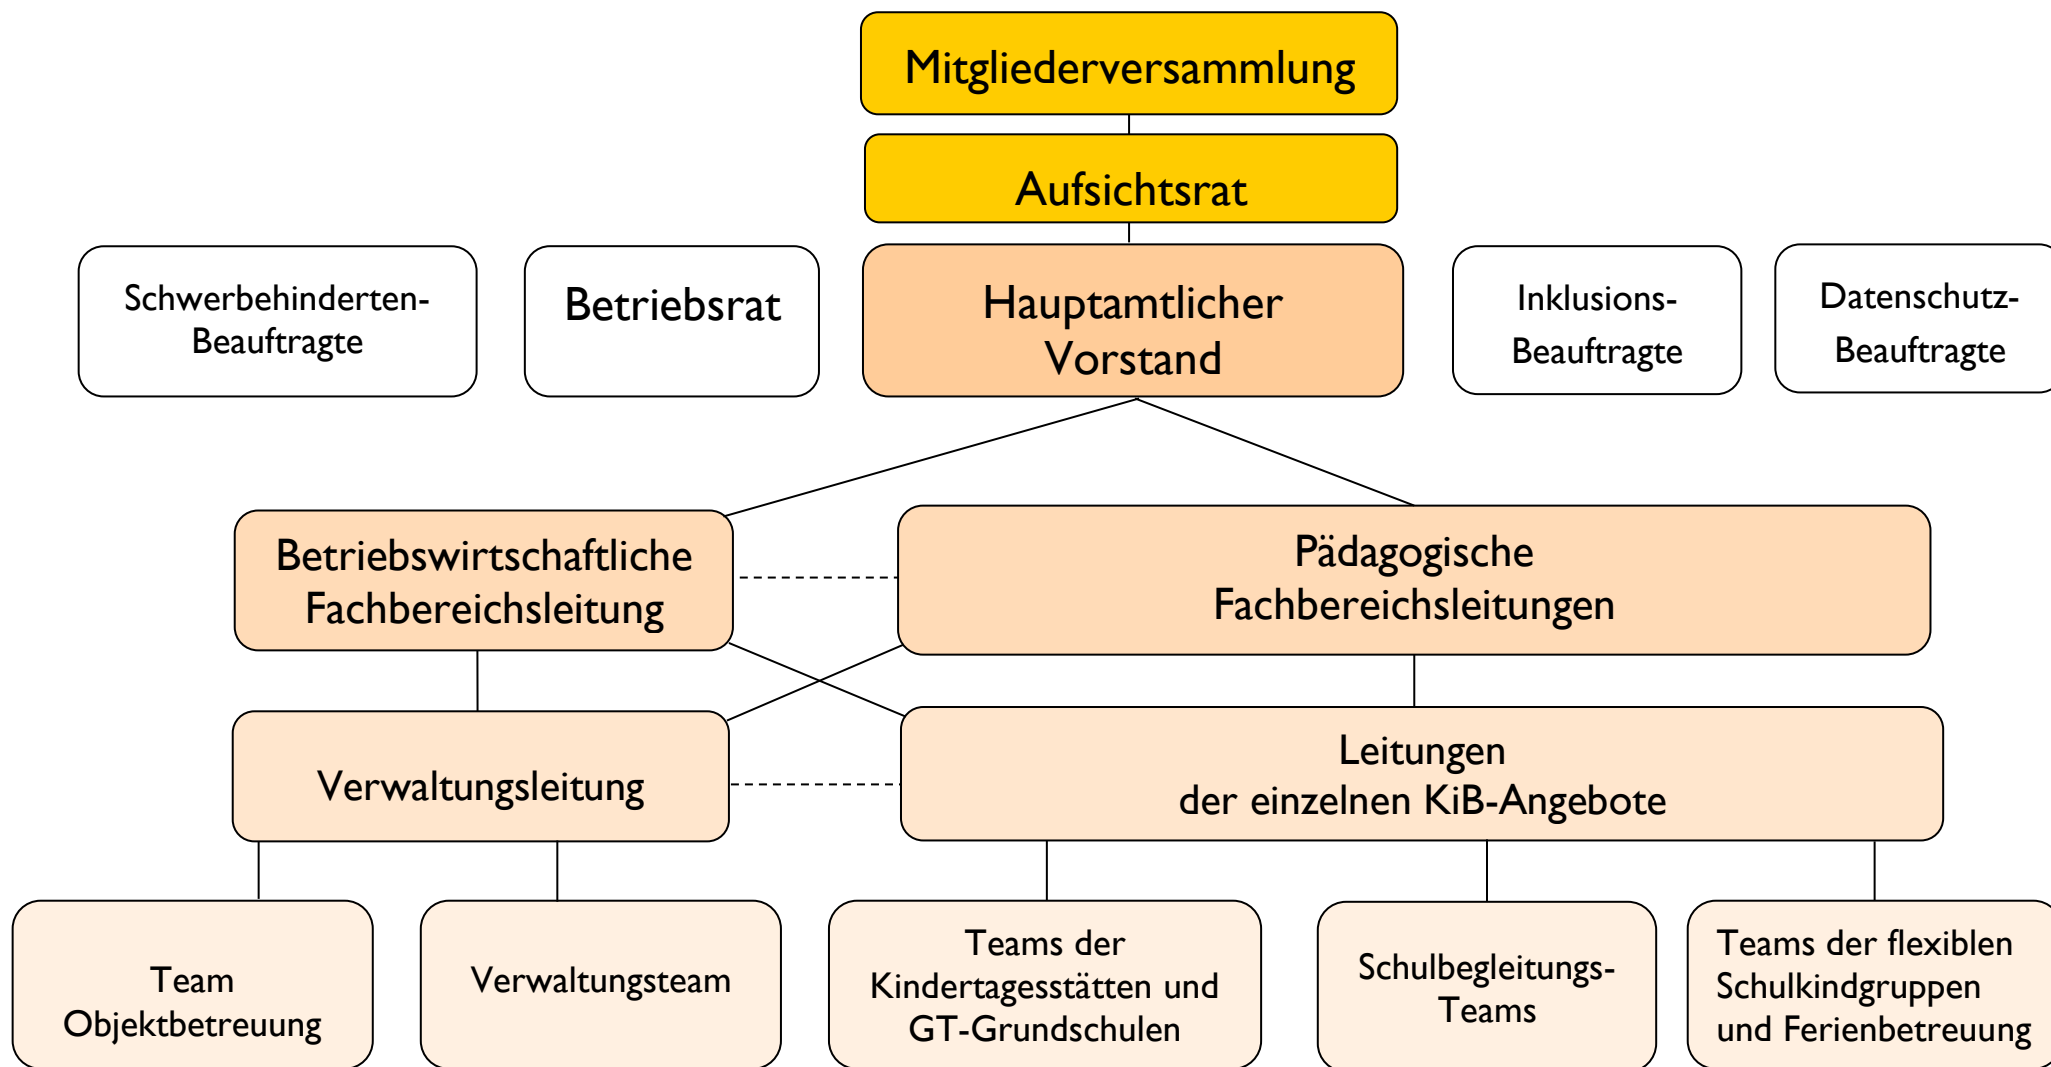 Mitgliederversammlung
Aufsichtsrat
Schwerbehinderten-
Beauftragte
Betriebsrat
Hauptamtlicher
Vorstand
Inklusions-
Beauftragte
Datenschutz-
Beauftragte
Betriebswirtschaftliche
Fachbereichsleitung
Pädagogische
Fachbereichsleitungen
Verwaltungsleitung
Leitungen
der einzelnen KiB-Angebote
Team
Objektbetreuung
Verwaltungsteam
Teams der
Kindertagesstätten und
GT-Grundschulen
Schulbegleitungs-
Teams
Teams der flexiblen
Schulkindgruppen
und Ferienbetreuung